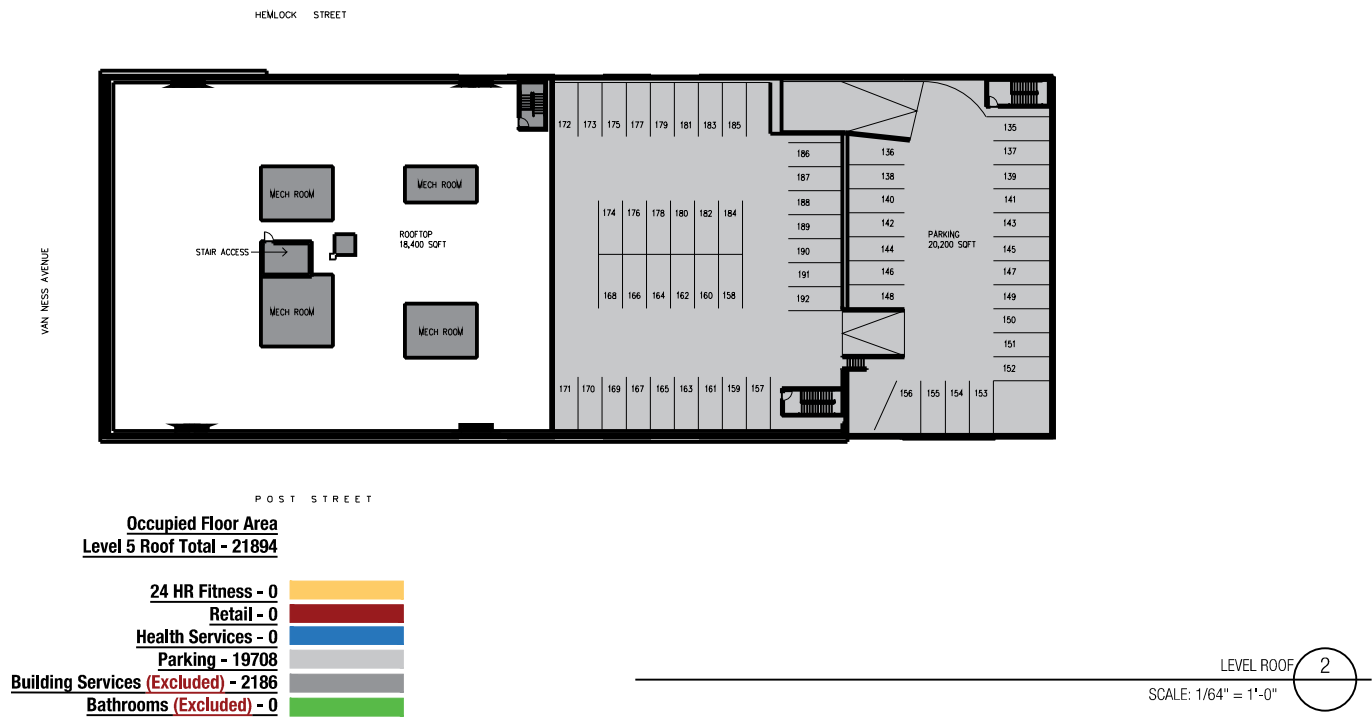 HEMLOCK STREET
172 173 175 177 179 181 183 185
135
136 137
186
187 138 139
188 140 141
174 176 178 180 182 184
189 142 143
MECH ROOM MECH ROOM
ROOFTOP
18,400 SQFT
PARKING
20,200 SQFT
STAIR ACCESS
190 144 145
191 146 147
168 166 164 162 160 158
192 148 149
MECH ROOM MECH ROOM
150
151
152
171 170 169 167 165 163 161 159 157
156 155 154 153
VAN NESS AVENUE
POST STREET
Occupied Floor Area
Level 5 Roof Total - 21894
24 HR Fitness - 0
Retail - 0
Health Services - 0
Parking - 19708
Building Services (Excluded) - 2186
Bathrooms (Excluded) - 0
LEVEL ROOF 2
SCALE: 1/64" = 1'-0"